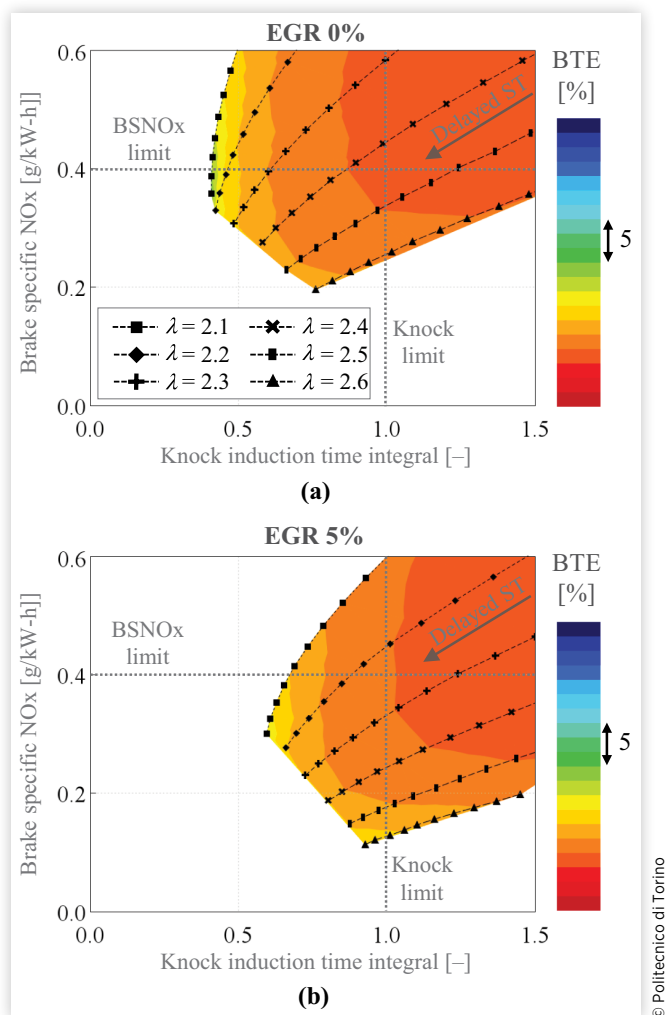 EGR 0%
0.6
0.4
0.2
0.0
Brake specific NOx [g/kW-h]]
BSNOx
limit
Delayed ST
Knock
limit
λ = 2.1
λ = 2.4
λ = 2.2
λ = 2.5
λ = 2.3
λ = 2.6
0.0 0.5 1.0 1.5
Knock induction time integral [–]
BTE
[%]
5
(a)
EGR 5%
0.6
0.4
0.2
0.0
Brake specific NOx [g/kW-h]]
BSNOx
limit
Delayed ST
Knock
limit
0.0 0.5 1.0 1.5
Knock induction time integral [–]
BTE
[%]
5
(b)
© Politecnico di Torino